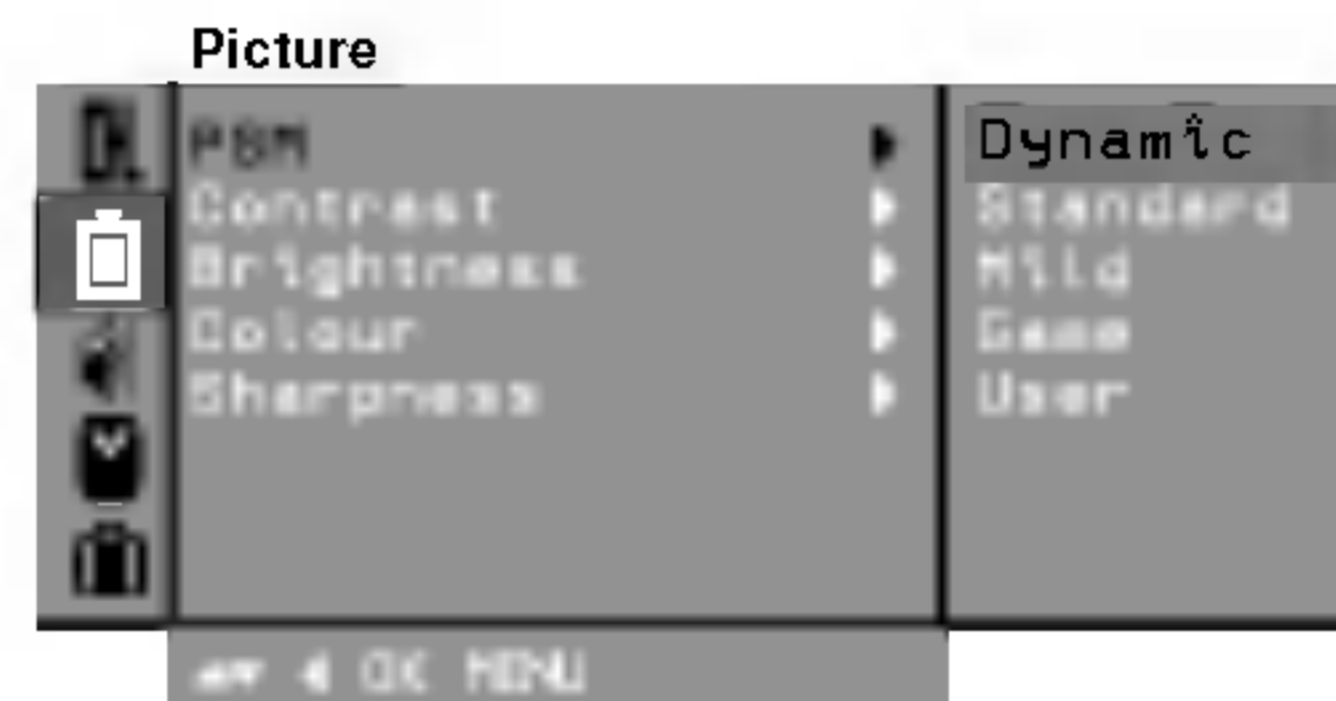 Picture
PSM
Contrast
Brightness
Colour
Sharpness
Dynamic
Standard
Mild
Game
User
OK MENU